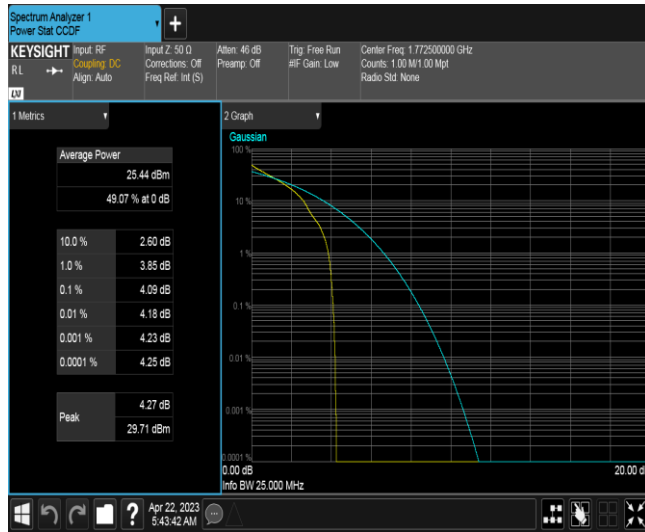 Spectrum Analyzer 1
Power Stat CCDF
+
KEYSIGHT
RL
LXI
Input: RF
Coupling: DC
Align: Auto
Input Z: 50 Ω
Corrections: Off
Freq Ref: Int (S)
Atten: 46 dB
Preamp: Off
Trig: Free Run
#IF Gain: Low
Center Freq: 1.772500000 GHz
Counts: 1.00 M/1.00 Mpt
Radio Std: None
1 Metrics
Average Power
25.44 dBm
49.07 % at 0 dB
10.0 % 2.60 dB
1.0 % 3.85 dB
0.1 % 4.09 dB
0.01 % 4.18 dB
0.001 % 4.23 dB
0.0001 % 4.25 dB
Peak
4.27 dB
29.71 dBm
2 Graph
Gaussian
100 %
10 %
1 %
0.1 %
0.01 %
0.001 %
0.0001 %
0.00 dB
20.00 d
Info BW 25.000 MHz
?
Apr 22, 2023
5:43:42 AM